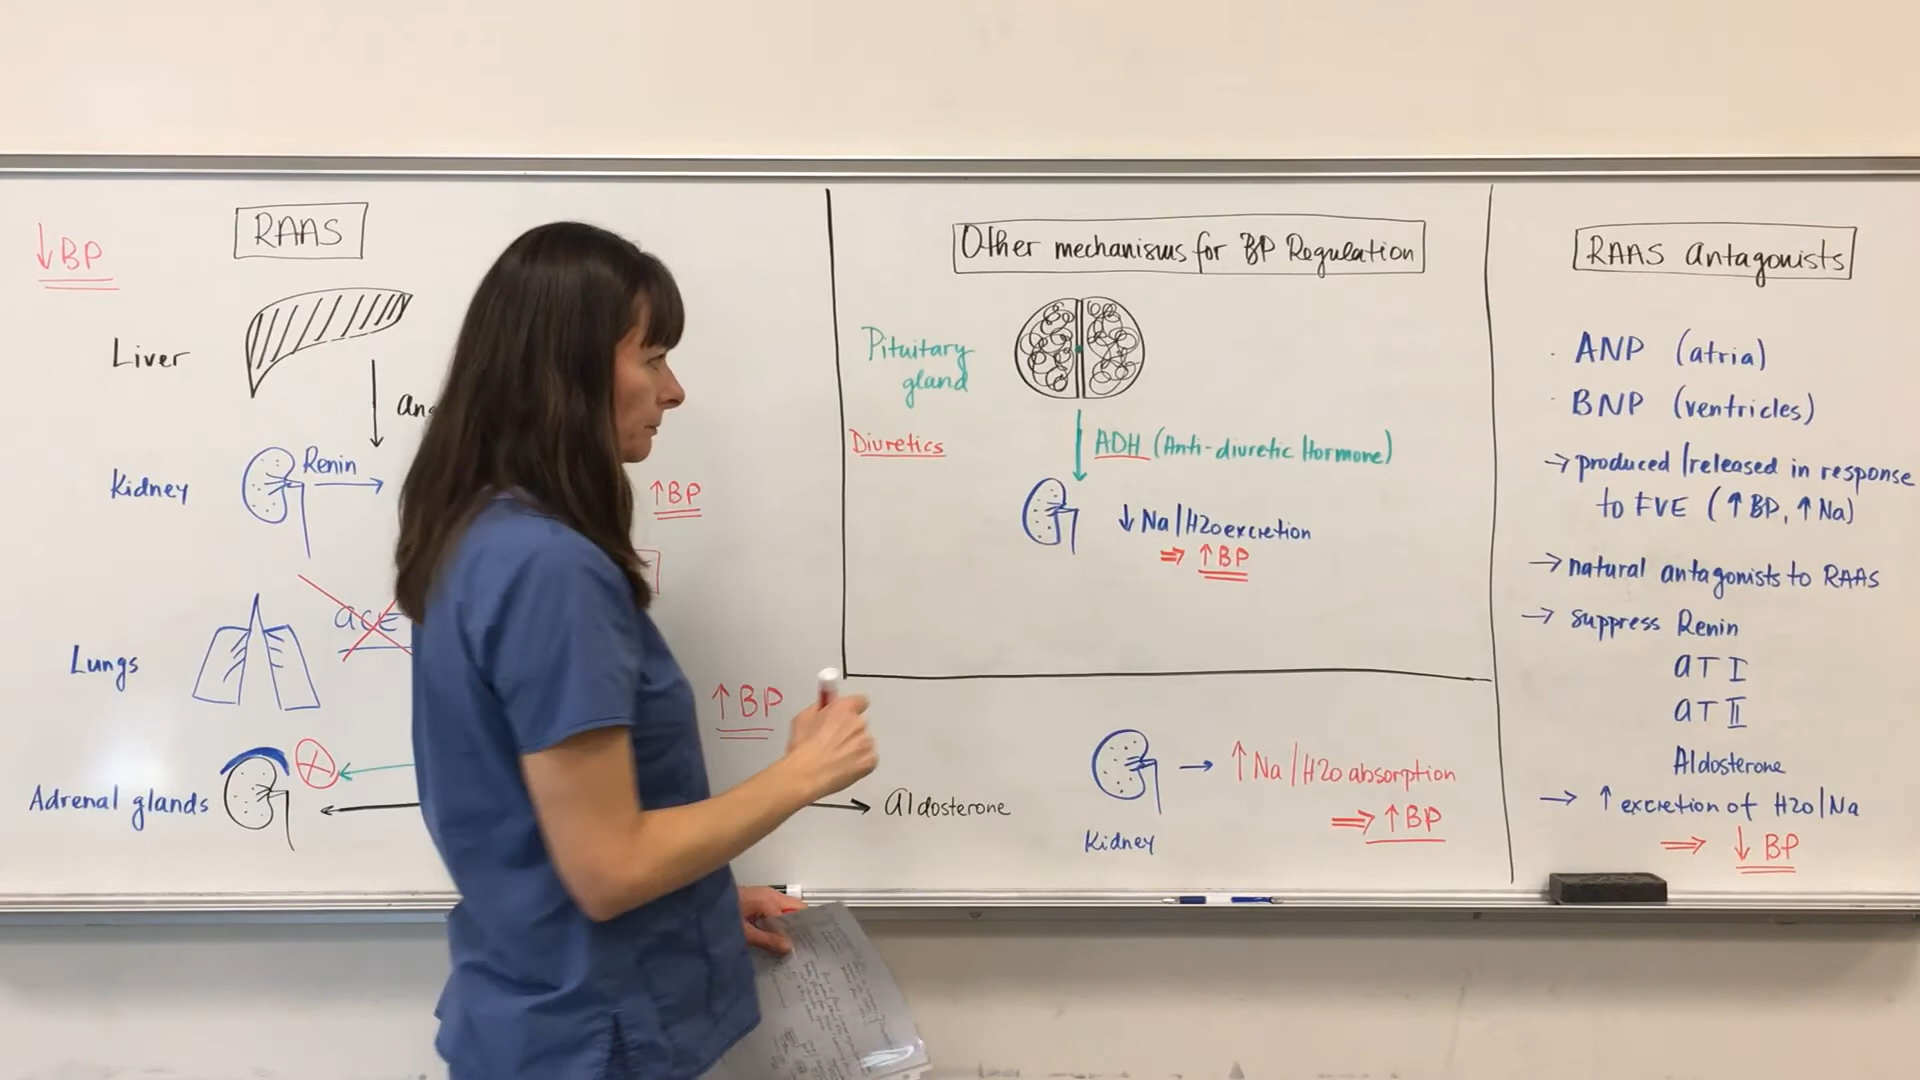 RAAS
↓BP
Liver
Kidney
Renin
↑BP
Lungs
ACE
↑BP
Adrenal glands
Aldosterone
Other mechanisms for BP Regulation
Pituitary
gland
Diuretics
ADH (Anti-diuretic Hormone)
↓ Na/H2O excretion
⇒ ↑BP
→ ↑Na/H2O absorption
⇒ ↑BP
Kidney
RAAS Antagonists
· ANP (atria)
· BNP (ventricles)
→ produced/released in response
to FVE (↑BP, ↑Na)
→ natural antagonists to RAAS
→ suppress Renin
AT I
AT II
Aldosterone
→ ↑ excretion of H2O/Na
⇒ ↓ BP